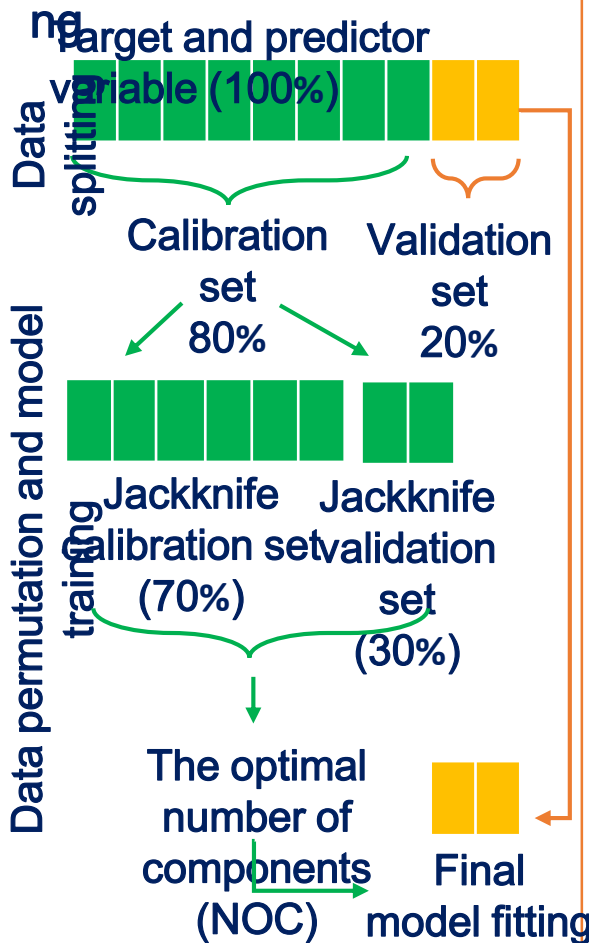 ng
Target and predictor
variable (100%)
Data
splitting
Calibration
set
80%
Validation
set
20%
Data permutation and model
training
Jackknife
calibration set
(70%)
Jackknife
validation
set
(30%)
The optimal
number of
components
(NOC)
Final
model fitting